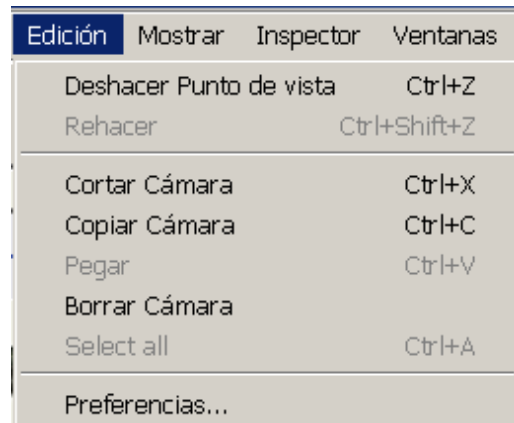 Edición Mostrar Inspector Ventanas
Deshacer Punto de vista Ctrl+Z
Rehacer Ctrl+Shift+Z
Cortar Cámara Ctrl+X
Copiar Cámara Ctrl+C
Pegar Ctrl+V
Borrar Cámara
Select all Ctrl+A
Preferencias...